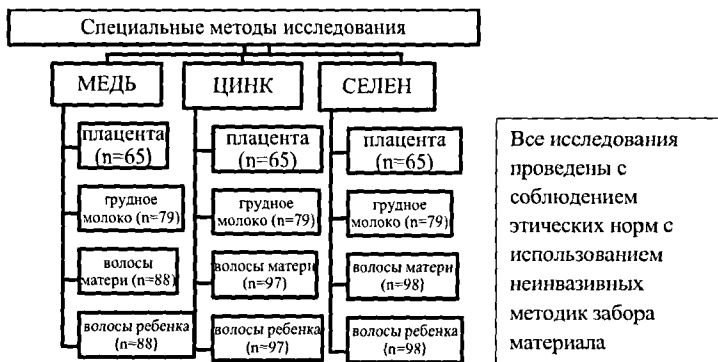 Специальные методы исследования
МЕДЬ
плацента
(n=65)
грудное
молоко (n=79)
волосы
матери (n=88)
волосы ребенка
(n=88)
ЦИНК
плацента
(n=65)
грудное
молоко (n=79)
волосы матери
(n=97)
волосы ребенка
(n=97)
СЕЛЕН
плацента
(n=65)
грудное
молоко (n=79)
волосы матери
(n=98)
волосы ребенка
(n=98)
Все исследования
проведены с
соблюдением
этических норм с
использованием
неинвазивных
методик забора
материала